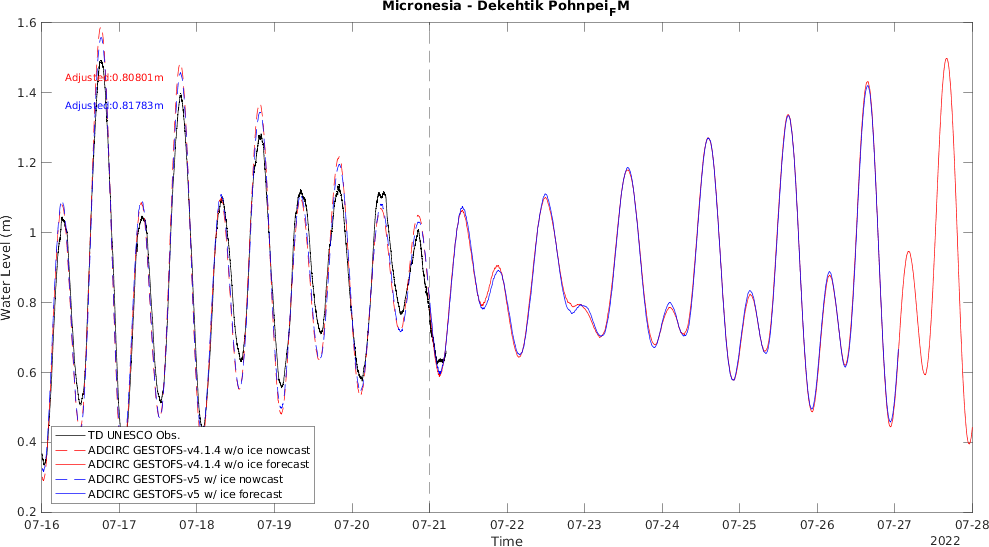 Micronesia - Dekehtik Pohnpei_FM
1.6
1.4
1.2
1
0.8
0.6
0.4
0.2
Water Level (m)
Adjusted:0.80801m
Adjusted:0.81783m
TD UNESCO Obs.
ADCIRC GESTOFS-v4.1.4 w/o ice nowcast
ADCIRC GESTOFS-v4.1.4 w/o ice forecast
ADCIRC GESTOFS-v5 w/ ice nowcast
ADCIRC GESTOFS-v5 w/ ice forecast
07-16 07-17 07-18 07-19 07-20 07-21 07-22 07-23 07-24 07-25 07-26 07-27 07-28
Time
2022